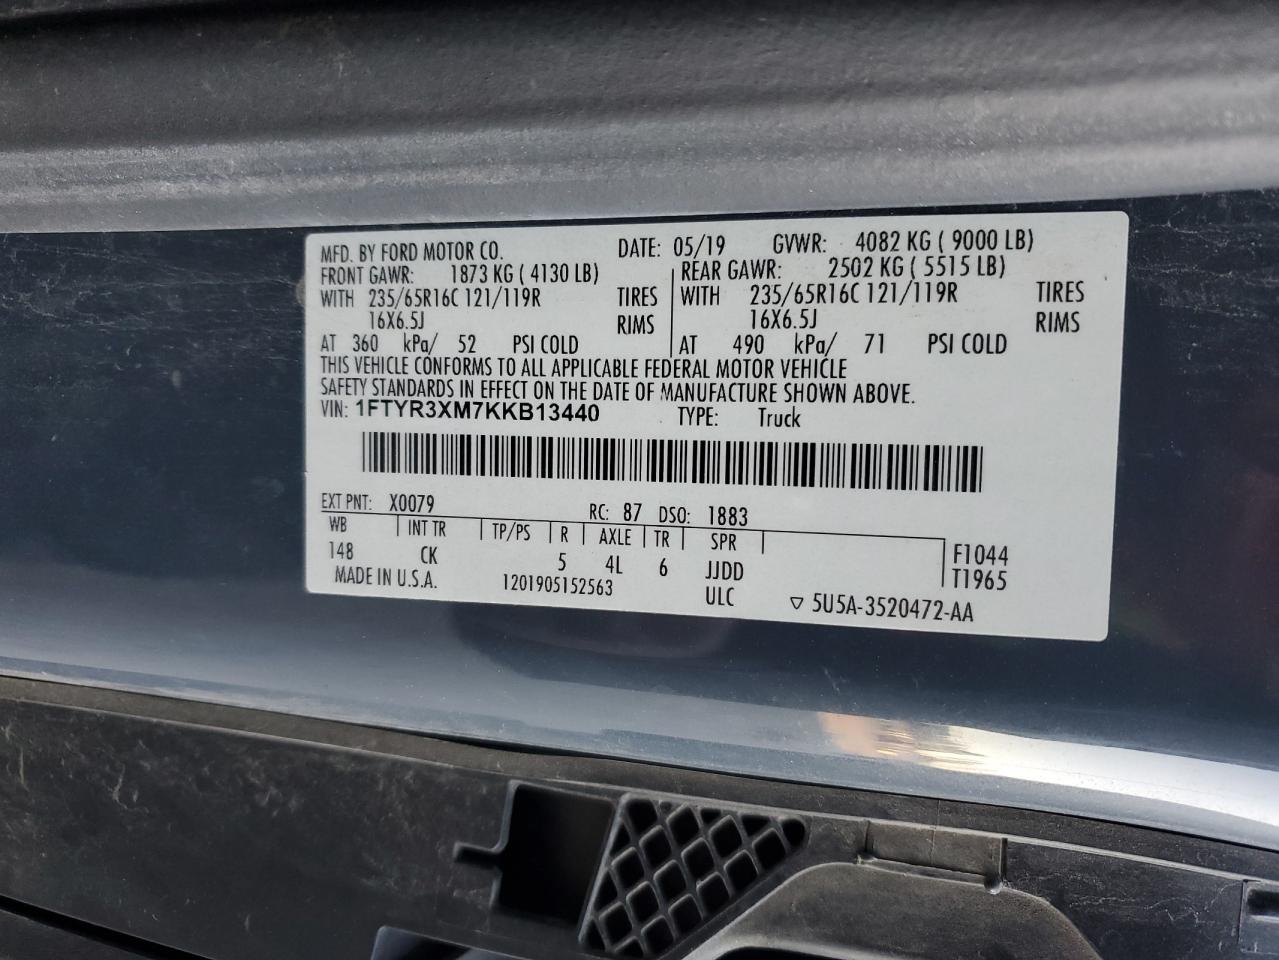 MFD. BY FORD MOTOR CO. DATE: 05/19 GVWR: 4082 KG ( 9000 LB)
FRONT GAWR: 1873 KG ( 4130 LB) REAR GAWR: 2502 KG ( 5515 LB)
WITH 235/65R16C 121/119R TIRES WITH 235/65R16C 121/119R TIRES
16X6.5J RIMS 16X6.5J RIMS
AT 360 kPa/ 52 PSI COLD AT 490 kPa/ 71 PSI COLD
THIS VEHICLE CONFORMS TO ALL APPLICABLE FEDERAL MOTOR VEHICLE
SAFETY STANDARDS IN EFFECT ON THE DATE OF MANUFACTURE SHOWN ABOVE.
VIN: 1FTYR3XM7KKB13440 TYPE: Truck
EXT PNT: X0079 RC: 87 DSO: 1883
WB INT TR TP/PS R AXLE TR SPR
148 CK 5 4L 6 JJDD F1044
MADE IN U.S.A. 1201905152563 ULC T1965
▽ 5U5A-3520472-AA